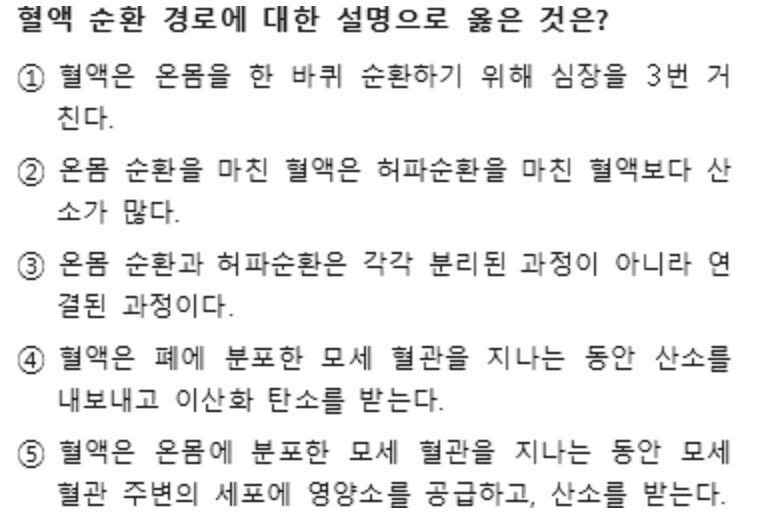 혈액 순환 경로에 대한 설명으로 옳은 것은?
① 혈액은 온몸을 한 바퀴 순환하기 위해 심장을 3번 거
친다.
② 온몸 순환을 마친 혈액은 허파순환을 마친 혈액보다 산
소가 많다.
③ 온몸 순환과 허파순환은 각각 분리된 과정이 아니라 연
결된 과정이다.
④ 혈액은 폐에 분포한 모세 혈관을 지나는 동안 산소를
내보내고 이산화 탄소를 받는다.
⑤ 혈액은 온몸에 분포한 모세 혈관을 지나는 동안 모세
혈관 주변의 세포에 영양소를 공급하고, 산소를 받는다.